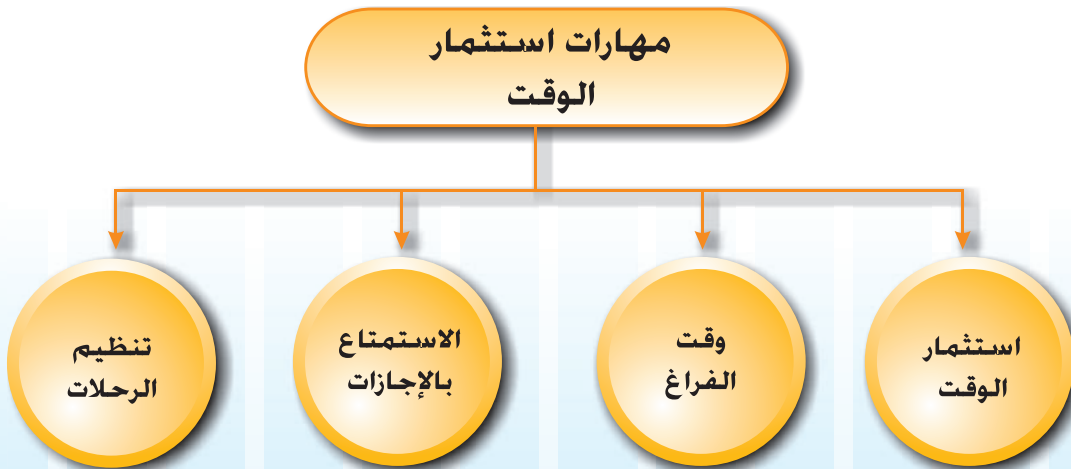 مهارات استثمار
الوقت
استثمار
الوقت
وقت
الفراغ
الاستمتاع
بالإجازات
تنظيم
الرحلات